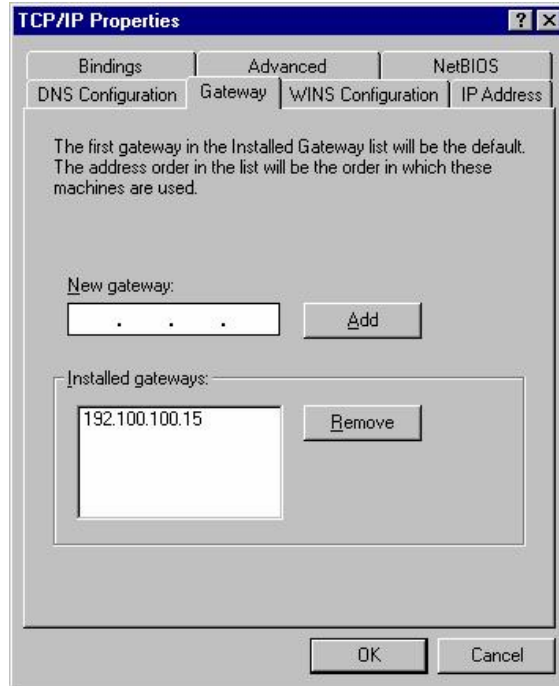 TCP/IP Properties
? X
Bindings Advanced NetBIOS
DNS Configuration Gateway WINS Configuration IP Address
The first gateway in the Installed Gateway list will be the default.
The address order in the list will be the order in which these
machines are used.
New gateway:
. . .
Add
Installed gateways:
192.100.100.15
Remove
OK Cancel